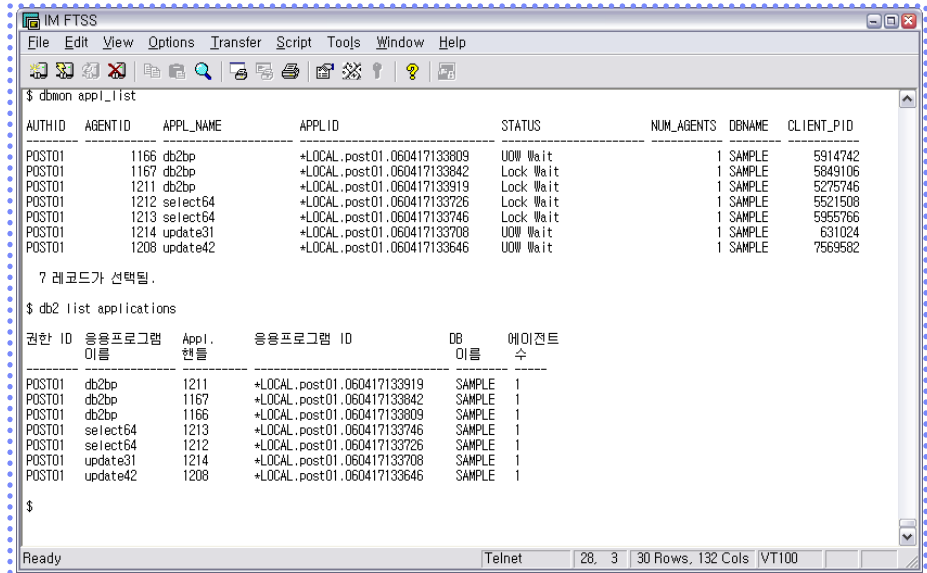 IM FTSS
File Edit View Options Transfer Script Tools Window Help
$ dbmon appl_list
AUTHID AGENTID APPL_NAME APPLID STATUS NUM_AGENTS DBNAME CLIENT_PID
-------- ----------- -------------------- ------------------------------ ---------------------- ----------- -------- -----------
POST01 1166 db2bp *LOCAL.post01.060417133809 UOW Wait 1 SAMPLE 5914742
POST01 1167 db2bp *LOCAL.post01.060417133842 Lock Wait 1 SAMPLE 5849106
POST01 1211 db2bp *LOCAL.post01.060417133919 Lock Wait 1 SAMPLE 5275746
POST01 1212 select64 *LOCAL.post01.060417133726 Lock Wait 1 SAMPLE 5521508
POST01 1213 select64 *LOCAL.post01.060417133746 Lock Wait 1 SAMPLE 5955766
POST01 1214 update31 *LOCAL.post01.060417133708 UOW Wait 1 SAMPLE 631024
POST01 1208 update42 *LOCAL.post01.060417133646 UOW Wait 1 SAMPLE 7569582
7 레코드가 선택됨.
$ db2 list applications
권한 ID 응용프로그램 Appl. 응용프로그램 ID DB 에이전트
이름 핸들 이름 수
-------- -------------- ---------- ------------------------------ -------- -----
POST01 db2bp 1211 *LOCAL.post01.060417133919 SAMPLE 1
POST01 db2bp 1167 *LOCAL.post01.060417133842 SAMPLE 1
POST01 db2bp 1166 *LOCAL.post01.060417133809 SAMPLE 1
POST01 select64 1213 *LOCAL.post01.060417133746 SAMPLE 1
POST01 select64 1212 *LOCAL.post01.060417133726 SAMPLE 1
POST01 update31 1214 *LOCAL.post01.060417133708 SAMPLE 1
POST01 update42 1208 *LOCAL.post01.060417133646 SAMPLE 1
$
Ready Telnet 28, 3 30 Rows, 132 Cols VT100